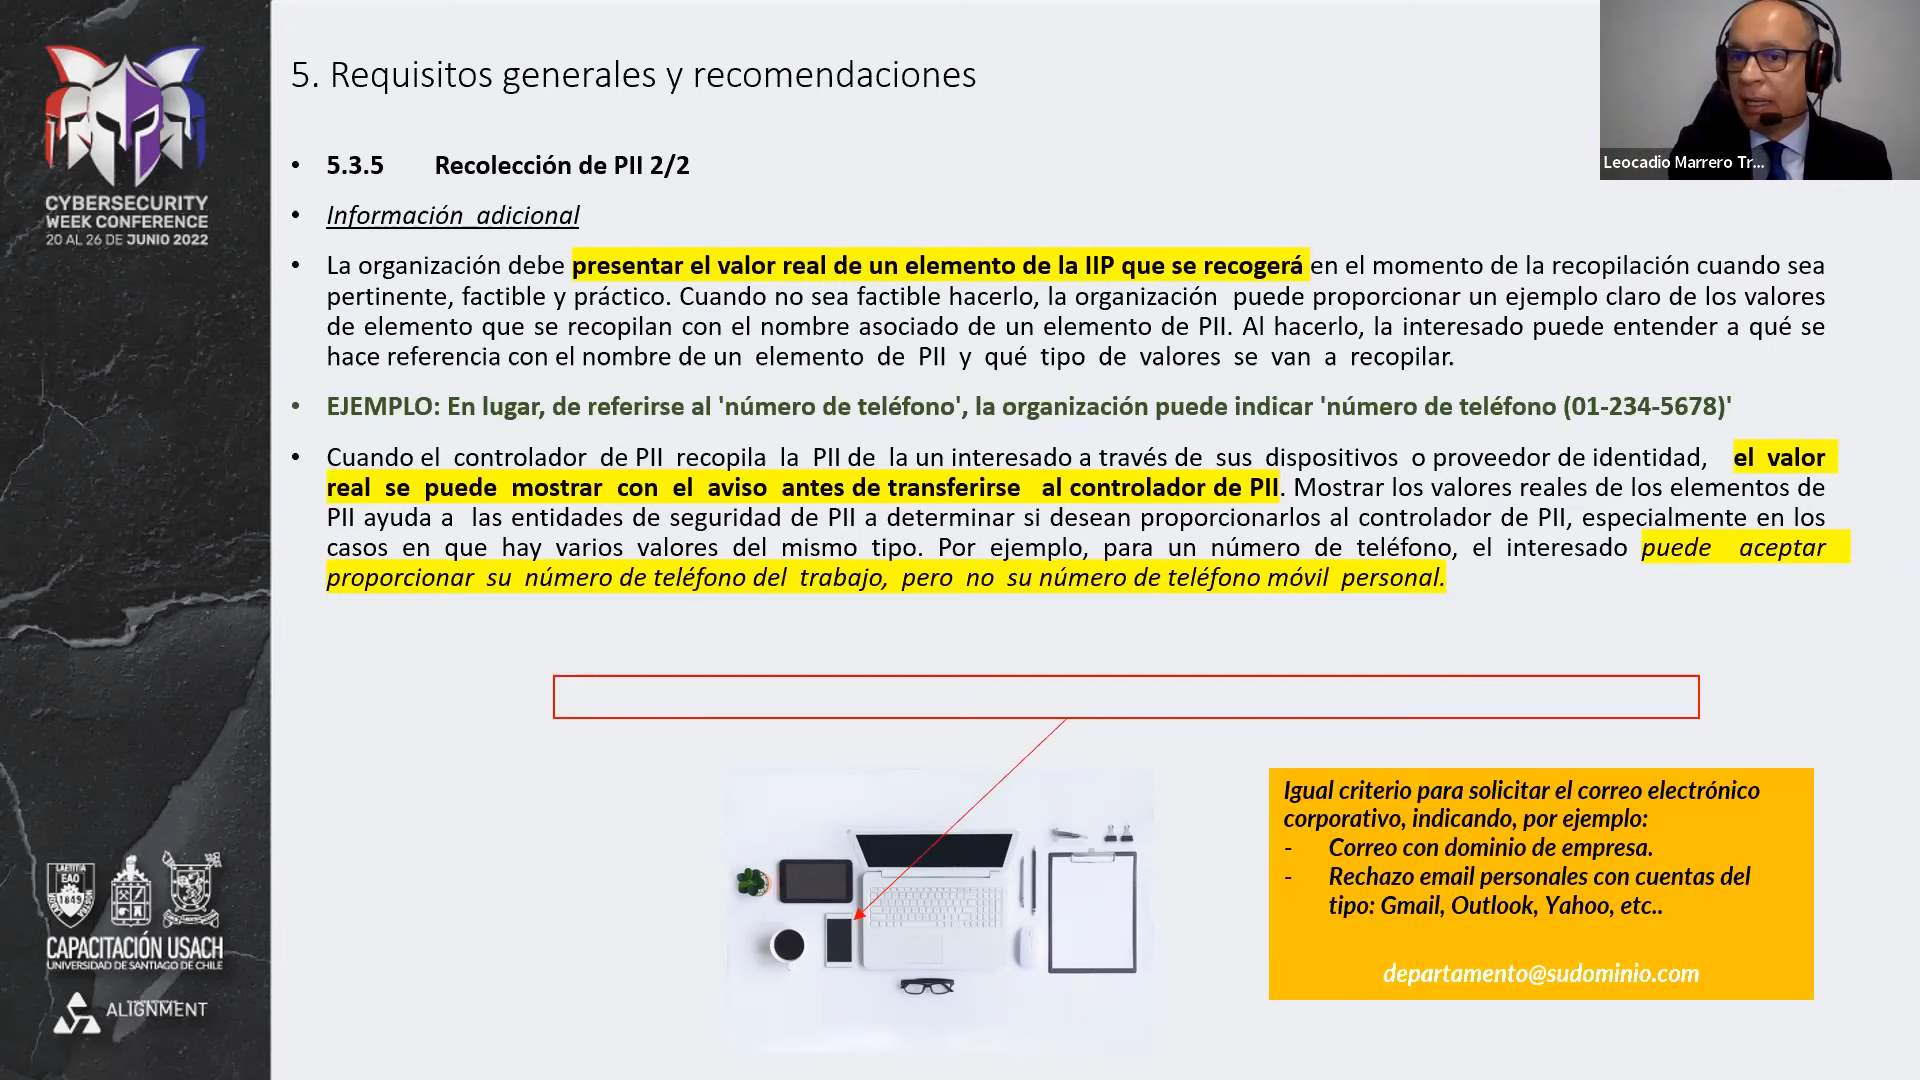 CYBERSECURITY
WEEK CONFERENCE
20 AL 26 DE JUNIO 2022
5. Requisitos generales y recomendaciones
Leocadio Marrero Tr...
• 5.3.5 Recolección de PII 2/2
• Información adicional
• La organización debe presentar el valor real de un elemento de la IIP que se recogerá en el momento de la recopilación cuando sea
pertinente, factible y práctico. Cuando no sea factible hacerlo, la organización puede proporcionar un ejemplo claro de los valores
de elemento que se recopilan con el nombre asociado de un elemento de PII. Al hacerlo, la interesado puede entender a qué se
hace referencia con el nombre de un elemento de PII y qué tipo de valores se van a recopilar.
• EJEMPLO: En lugar, de referirse al 'número de teléfono', la organización puede indicar 'número de teléfono (01-234-5678)'
• Cuando el controlador de PII recopila la PII de la un interesado a través de sus dispositivos o proveedor de identidad, el valor
real se puede mostrar con el aviso antes de transferirse al controlador de PII. Mostrar los valores reales de los elementos de
PII ayuda a las entidades de seguridad de PII a determinar si desean proporcionarlos al controlador de PII, especialmente en los
casos en que hay varios valores del mismo tipo. Por ejemplo, para un número de teléfono, el interesado puede aceptar
proporcionar su número de teléfono del trabajo, pero no su número de teléfono móvil personal.
Igual criterio para solicitar el correo electrónico
corporativo, indicando, por ejemplo:
- Correo con dominio de empresa.
- Rechazo email personales con cuentas del
tipo: Gmail, Outlook, Yahoo, etc..
departamento@sudominio.com
LAETITIA
EAO
1849
CAPACITACIÓN USACH
UNIVERSIDAD DE SANTIAGO DE CHILE
ALIGNMENT